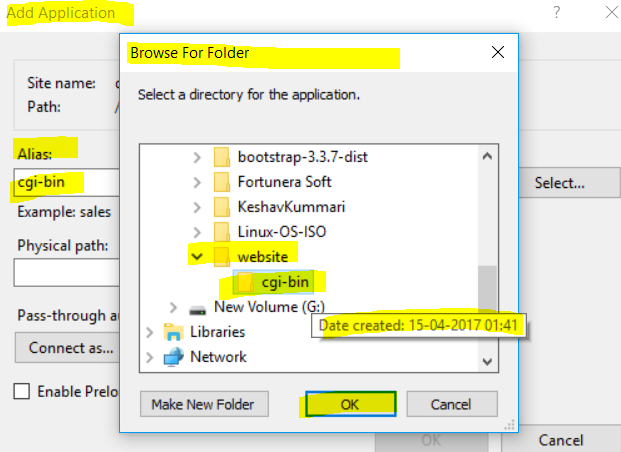 Add Application
?
Site name: c
Path: /
Alias:
cgi-bin
Example: sales
Physical path:
Pass-through au
Connect as...
Enable Prelo
Select...
OK
Cancel
Browse For Folder
Select a directory for the application.
bootstrap-3.3.7-dist
Fortunera Soft
KeshavKummari
Linux-OS-ISO
website
cgi-bin
New Volume (G:)
Date created: 15-04-2017 01:41
Libraries
Network
Make New Folder
OK
Cancel